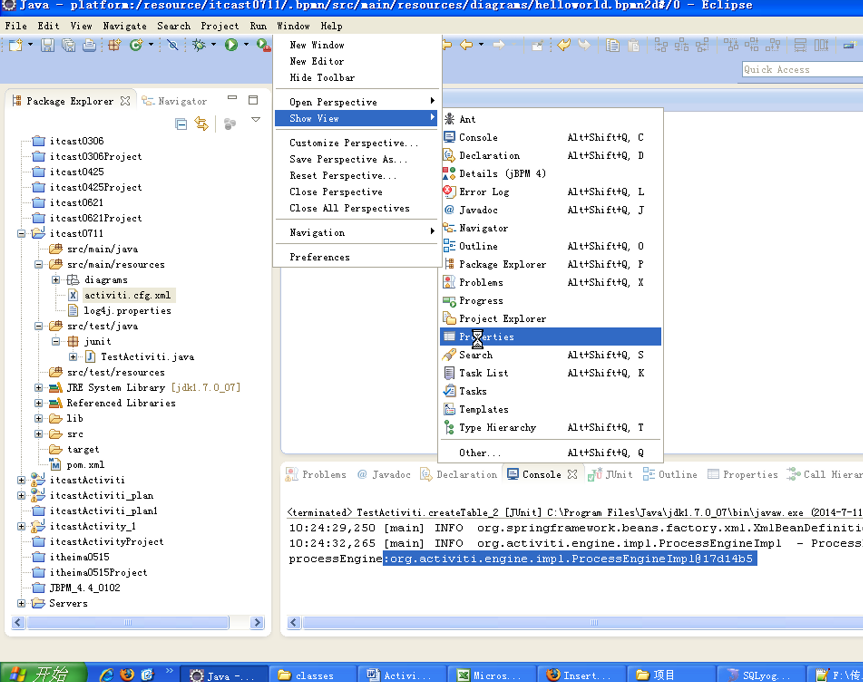 Java - platform:/resource/itcast0711/.bpmn/src/main/resources/diagrams/helloworld.bpmn2d#/0 - Eclipse
File Edit View Navigate Search Project Run Window Help
Quick Access
Package Explorer Navigator
itcast0306
itcast0306Project
itcast0425
itcast0425Project
itcast0621
itcast0621Project
itcast0711
src/main/java
src/main/resources
diagrams
activiti.cfg.xml
log4j.properties
src/test/java
junit
TestActiviti.java
src/test/resources
JRE System Library [jdk1.7.0_07]
Referenced Libraries
lib
src
target
pom.xml
itcastActiviti
itcastActiviti_plan
itcastActiviti_plan1
itcastActivity_1
itcastActivityProject
itheima0515
itheima0515Project
JBPM_4.4_0102
Servers
New Window
New Editor
Hide Toolbar
Open Perspective
Show View
Customize Perspective...
Save Perspective As...
Reset Perspective...
Close Perspective
Close All Perspectives
Navigation
Preferences
Ant
Console Alt+Shift+Q, C
Declaration Alt+Shift+Q, D
Details (jBPM 4)
Error Log Alt+Shift+Q, L
Javadoc Alt+Shift+Q, J
Navigator
Outline Alt+Shift+Q, O
Package Explorer Alt+Shift+Q, P
Problems Alt+Shift+Q, X
Progress
Project Explorer
Properties
Search Alt+Shift+Q, S
Task List Alt+Shift+Q, K
Tasks
Templates
Type Hierarchy Alt+Shift+Q, T
Other... Alt+Shift+Q, Q
Problems Javadoc Declaration Console JUnit Outline Properties Call Hierar
<terminated> TestActiviti.createTable_2 [JUnit] C:\Program Files\Java\jdk1.7.0_07\bin\javaw.exe (2014-7-11
10:24:29,250 [main] INFO org.springframework.beans.factory.xml.XmlBeanDefinitio
10:24:32,265 [main] INFO org.activiti.engine.impl.ProcessEngineImpl - Process
processEngine:org.activiti.engine.impl.ProcessEngineImpl@17d14b5
开始 Java -... classes Activi... Micros... Insert... 项目 SQLyog... F:\传